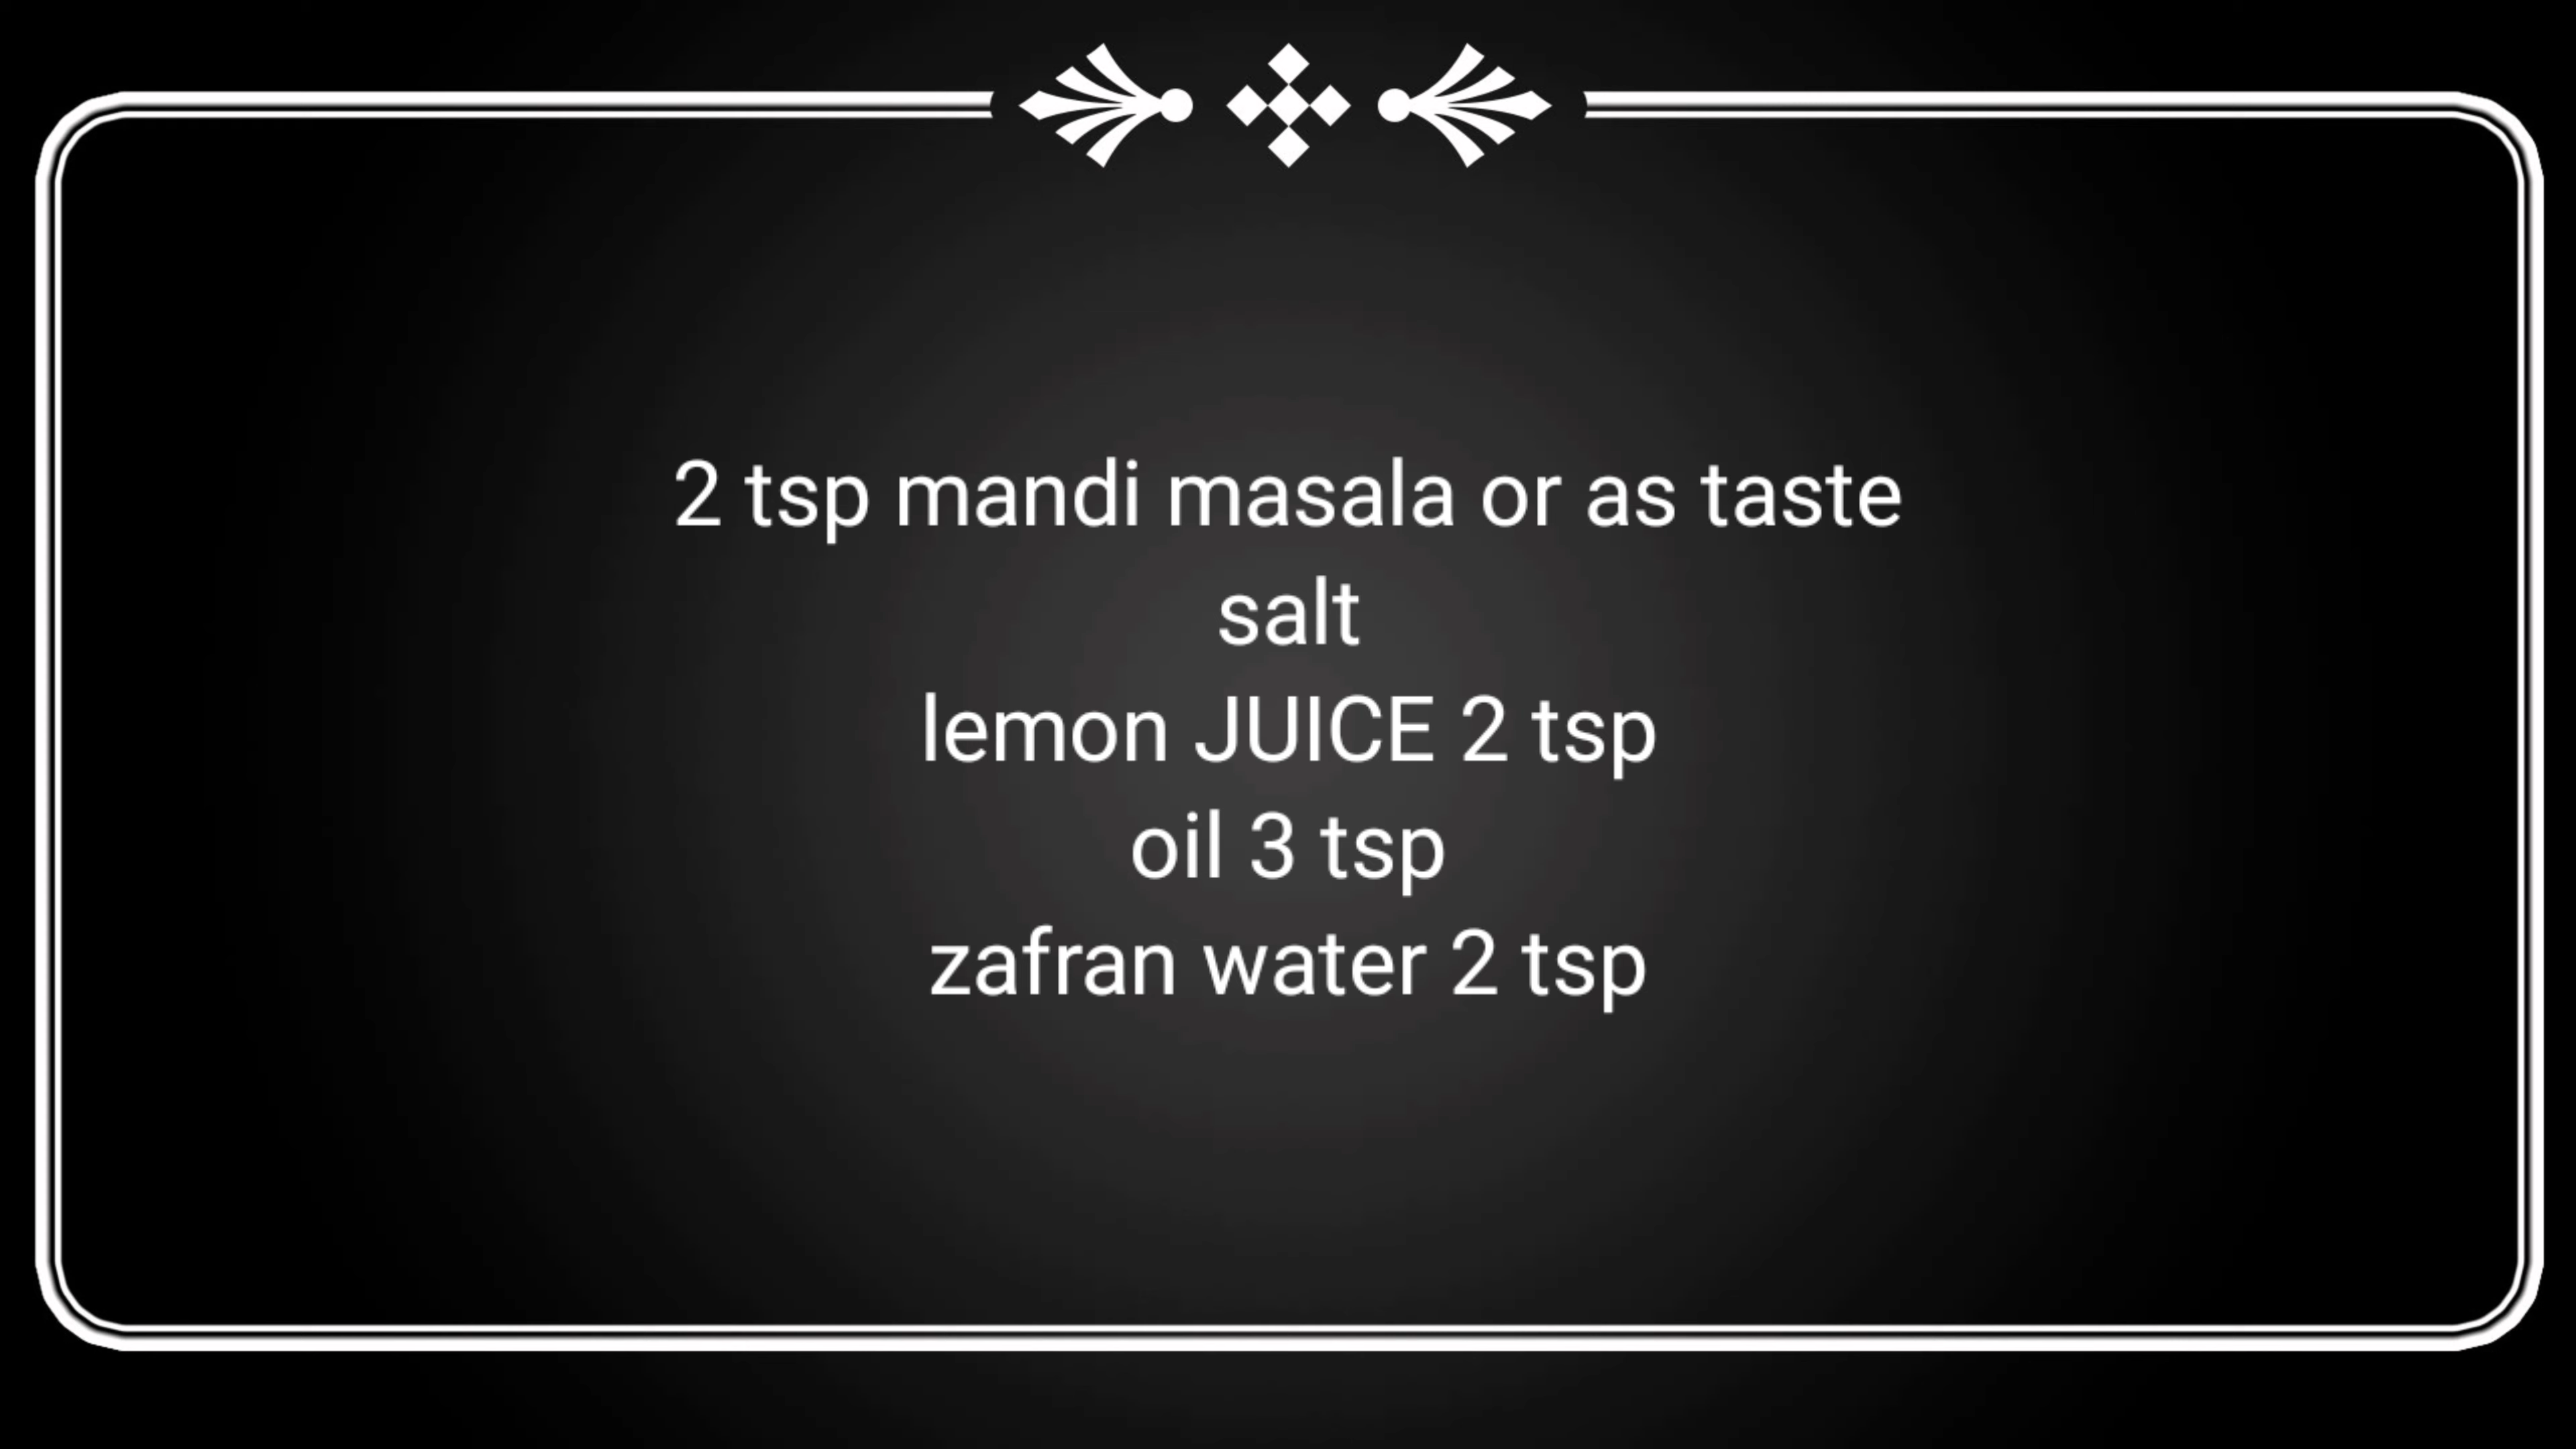 2 tsp mandi masala or as taste
salt
lemon JUICE 2 tsp
oil 3 tsp
zafran water 2 tsp